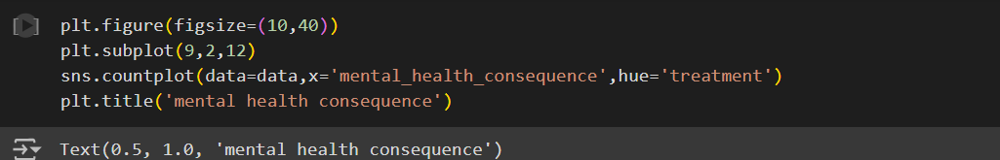 plt.figure(figsize=(10,40))
plt.subplot(9,2,12)
sns.countplot(data=data,x='mental_health_consequence',hue='treatment')
plt.title('mental health consequence')
Text(0.5, 1.0, 'mental health consequence')